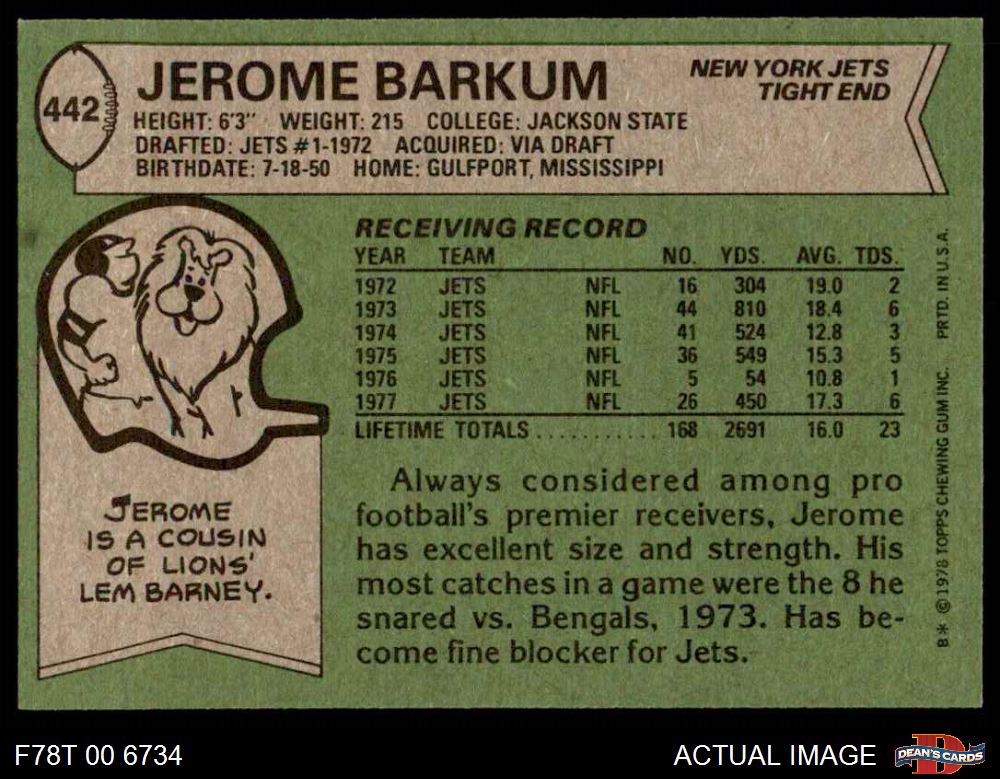 442
JEROME BARKUM
NEW YORK JETS
TIGHT END
HEIGHT: 6'3" WEIGHT: 215 COLLEGE: JACKSON STATE
DRAFTED: JETS #1-1972 ACQUIRED: VIA DRAFT
BIRTHDATE: 7-18-50 HOME: GULFPORT, MISSISSIPPI
RECEIVING RECORD
YEAR TEAM NO. YDS. AVG. TDS.
1972 JETS NFL 16 304 19.0 2
1973 JETS NFL 44 810 18.4 6
1974 JETS NFL 41 524 12.8 3
1975 JETS NFL 36 549 15.3 5
1976 JETS NFL 5 54 10.8 1
1977 JETS NFL 26 450 17.3 6
LIFETIME TOTALS........... 168 2691 16.0 23
JEROME
IS A COUSIN
OF LIONS'
LEM BARNEY.
Always considered among pro
football's premier receivers, Jerome
has excellent size and strength. His
most catches in a game were the 8 he
snared vs. Bengals, 1973. Has be-
come fine blocker for Jets.
B* © 1978 TOPPS CHEWING GUM INC. PRTD. IN U.S.A.
F78T 00 6734
ACTUAL IMAGE
DEAN'S CARDS